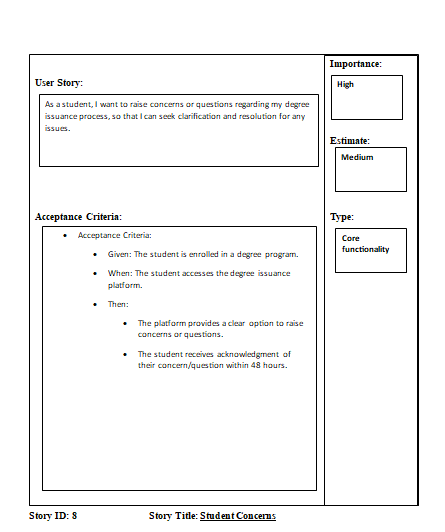 Importance:
User Story:
High
As a student, I want to raise concerns or questions regarding my degree
issuance process, so that I can seek clarification and resolution for any
issues.
Estimate:
Medium
Acceptance Criteria:
Type:
• Acceptance Criteria:
Core
functionality
• Given: The student is enrolled in a degree program.
• When: The student accesses the degree issuance
platform.
• Then:
• The platform provides a clear option to raise
concerns or questions.
• The student receives acknowledgment of
their concern/question within 48 hours.
Story ID: 8 Story Title: Student Concerns